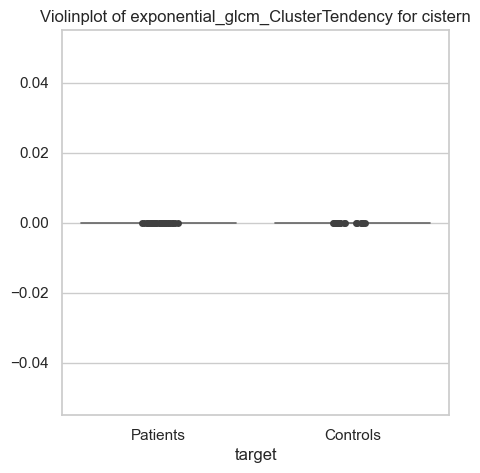 Violinplot of exponential_glcm_ClusterTendency for cistern
0.04
0.02
0.00
−0.02
−0.04
Patients Controls
target